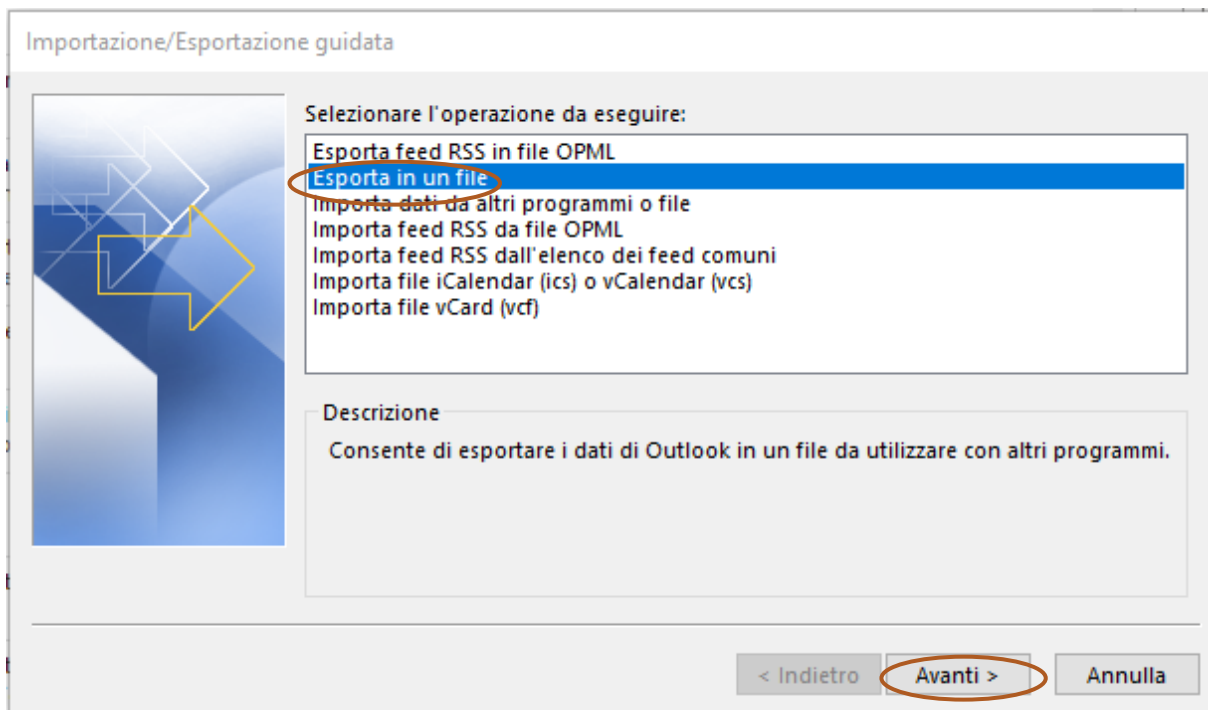 Importazione/Esportazione guidata
Selezionare l'operazione da eseguire:
Esporta feed RSS in file OPML
Esporta in un file
Importa dati da altri programmi o file
Importa feed RSS da file OPML
Importa feed RSS dall'elenco dei feed comuni
Importa file iCalendar (ics) o vCalendar (vcs)
Importa file vCard (vcf)
Descrizione
Consente di esportare i dati di Outlook in un file da utilizzare con altri programmi.
< Indietro Avanti > Annulla